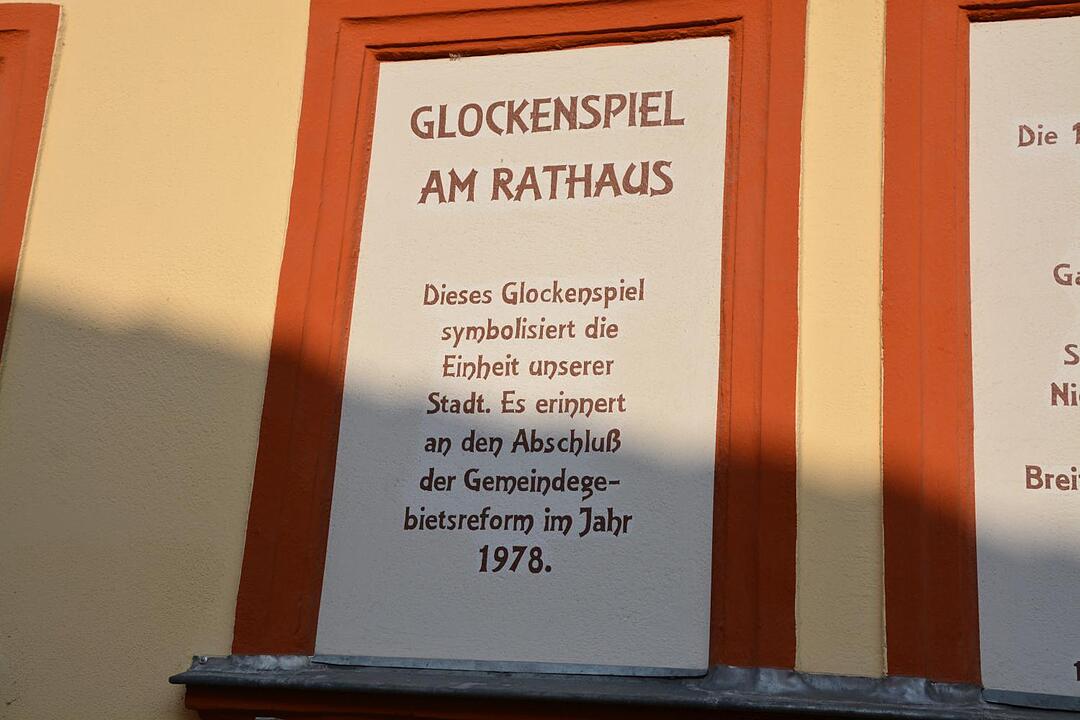 GLOCKENSPIEL
AM RATHAUS
Dieses Glockenspiel
symbolisiert die
Einheit unserer
Stadt. Es erinnert
an den Abschluß
der Gemeindege-
bietsreform im Jahr
1978.
Die